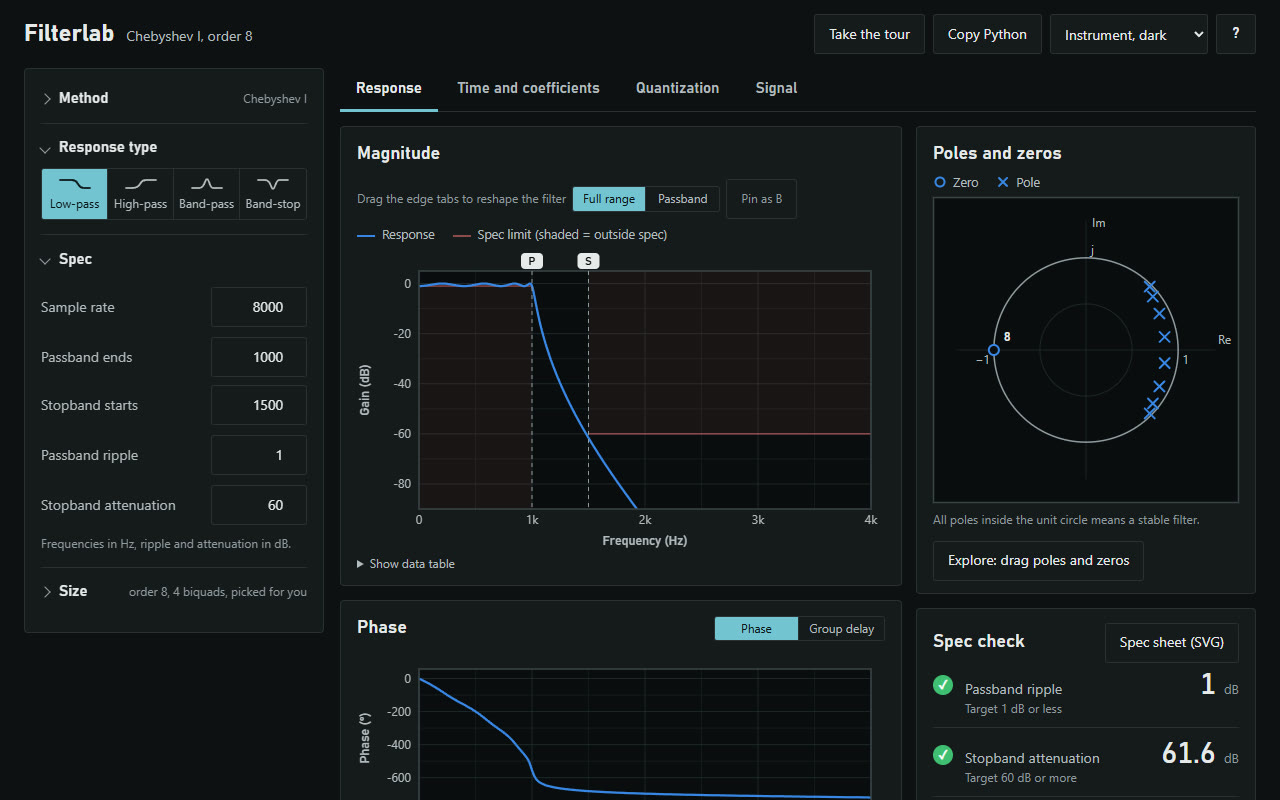 Filterlab Chebyshev I, order 8
Take the tour
Copy Python
Instrument, dark
?
Method Chebyshev I
Response type
Low-pass High-pass Band-pass Band-stop
Spec
Sample rate 8000
Passband ends 1000
Stopband starts 1500
Passband ripple 1
Stopband attenuation 60
Frequencies in Hz, ripple and attenuation in dB.
Size order 8, 4 biquads, picked for you
Response Time and coefficients Quantization Signal
Magnitude
Drag the edge tabs to reshape the filter Full range Passband Pin as B
Response Spec limit (shaded = outside spec)
P S
0
-20
-40
-60
-80
Gain (dB)
0 1k 2k 3k 4k
Frequency (Hz)
Show data table
Phase Phase Group delay
0
-200
-400
-600
Phase (°)
Poles and zeros
Zero Pole
Im
j
8
Re
−1 1
All poles inside the unit circle means a stable filter.
Explore: drag poles and zeros
Spec check Spec sheet (SVG)
Passband ripple 1 dB
Target 1 dB or less
Stopband attenuation 61.6 dB
Target 60 dB or more